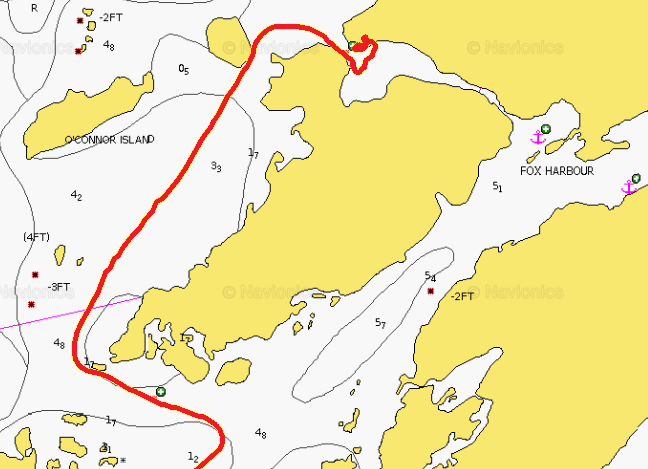 R
-2FT
4₈
0₅
© Navionics
© Navionics
O'CONNOR ISLAND
3₃
1₇
FOX HARBOUR
4₂
5₁
(4FT)
5₄
-3FT
-2FT
© Navionics
© Navionics
© Navionics
5₇
4₈
1₇
1₇
4₈
1₂